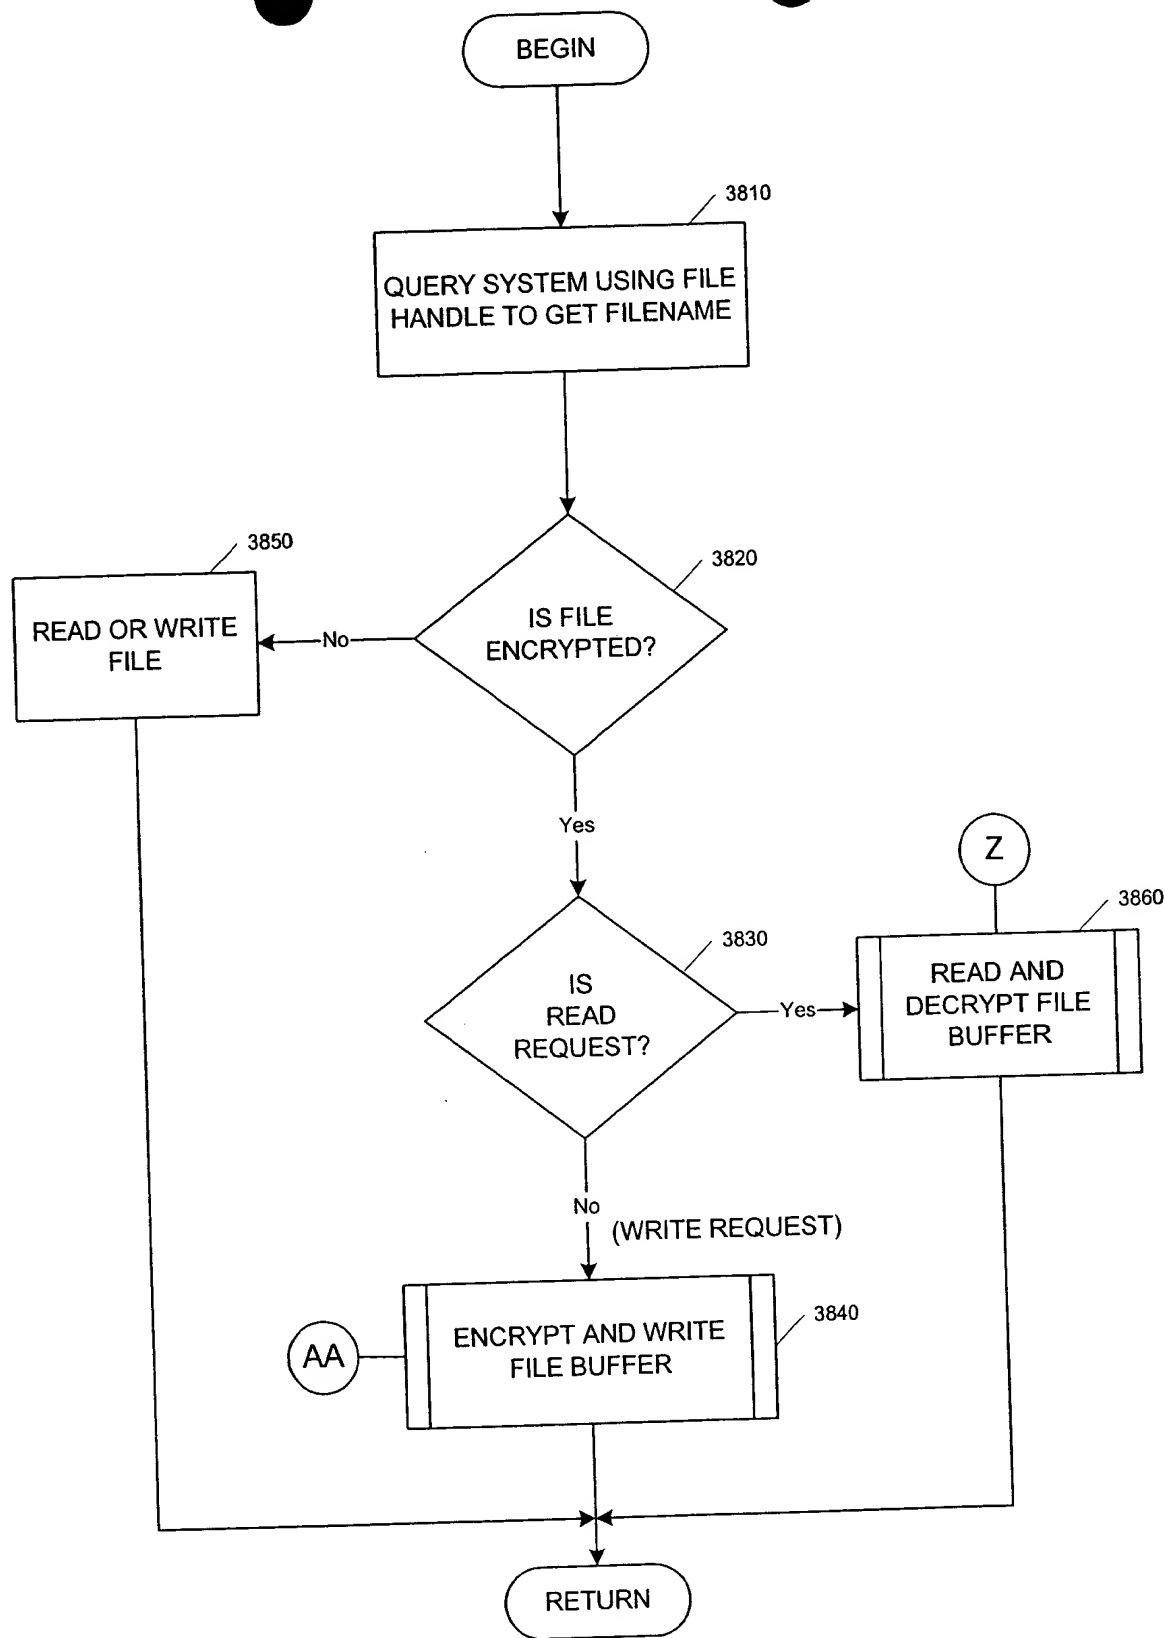 BEGIN
3810
QUERY SYSTEM USING FILE
HANDLE TO GET FILENAME
3850
3820
READ OR WRITE
FILE
No
IS FILE
ENCRYPTED?
Yes
Z
3860
3830
IS
READ
REQUEST?
Yes
READ AND
DECRYPT FILE
BUFFER
No
(WRITE REQUEST)
3840
AA
ENCRYPT AND WRITE
FILE BUFFER
RETURN